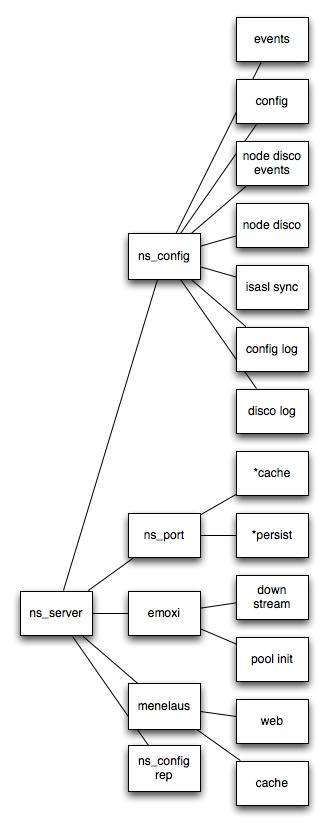 events
config
node disco
events
node disco
ns_config
isasl sync
config log
disco log
*cache
ns_port
*persist
ns_server
emoxi
down
stream
pool init
menelaus
web
ns_config
rep
cache